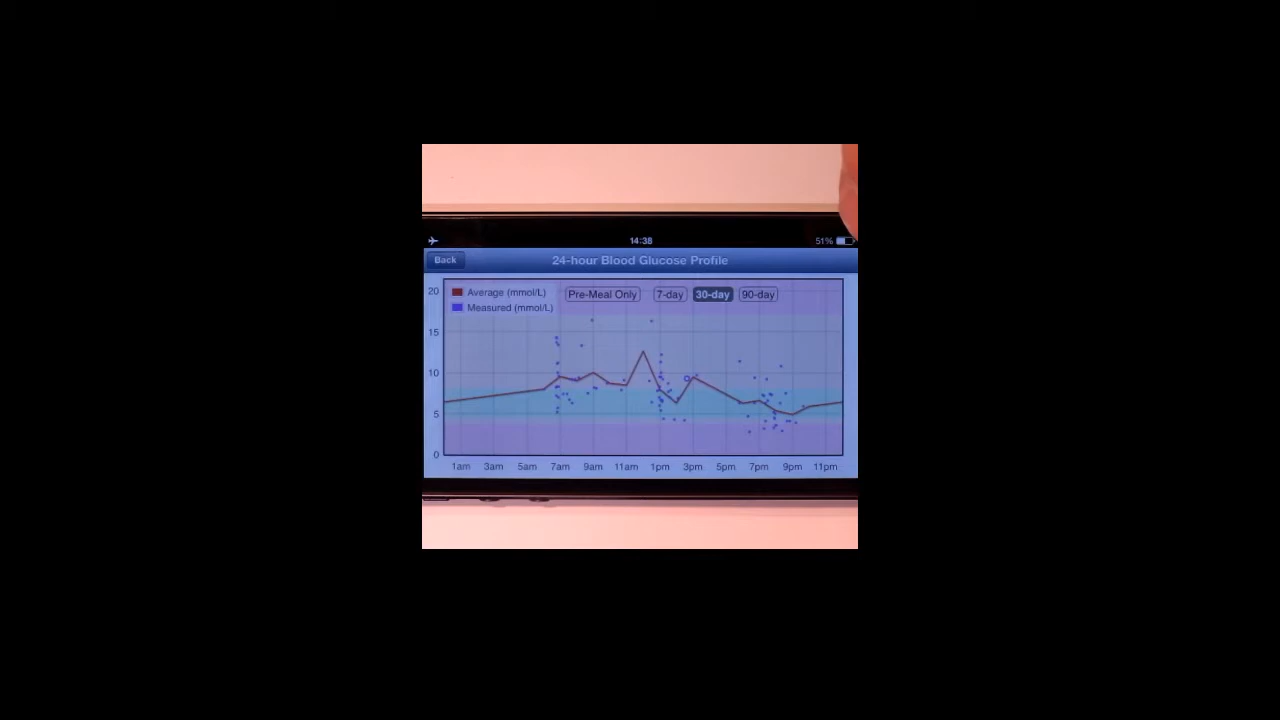 14:38
51%
Back
24-hour Blood Glucose Profile
Average (mmol/L)
Measured (mmol/L)
Pre-Meal Only
7-day
30-day
90-day
20
15
10
5
0
1am 3am 5am 7am 9am 11am 1pm 3pm 5pm 7pm 9pm 11pm